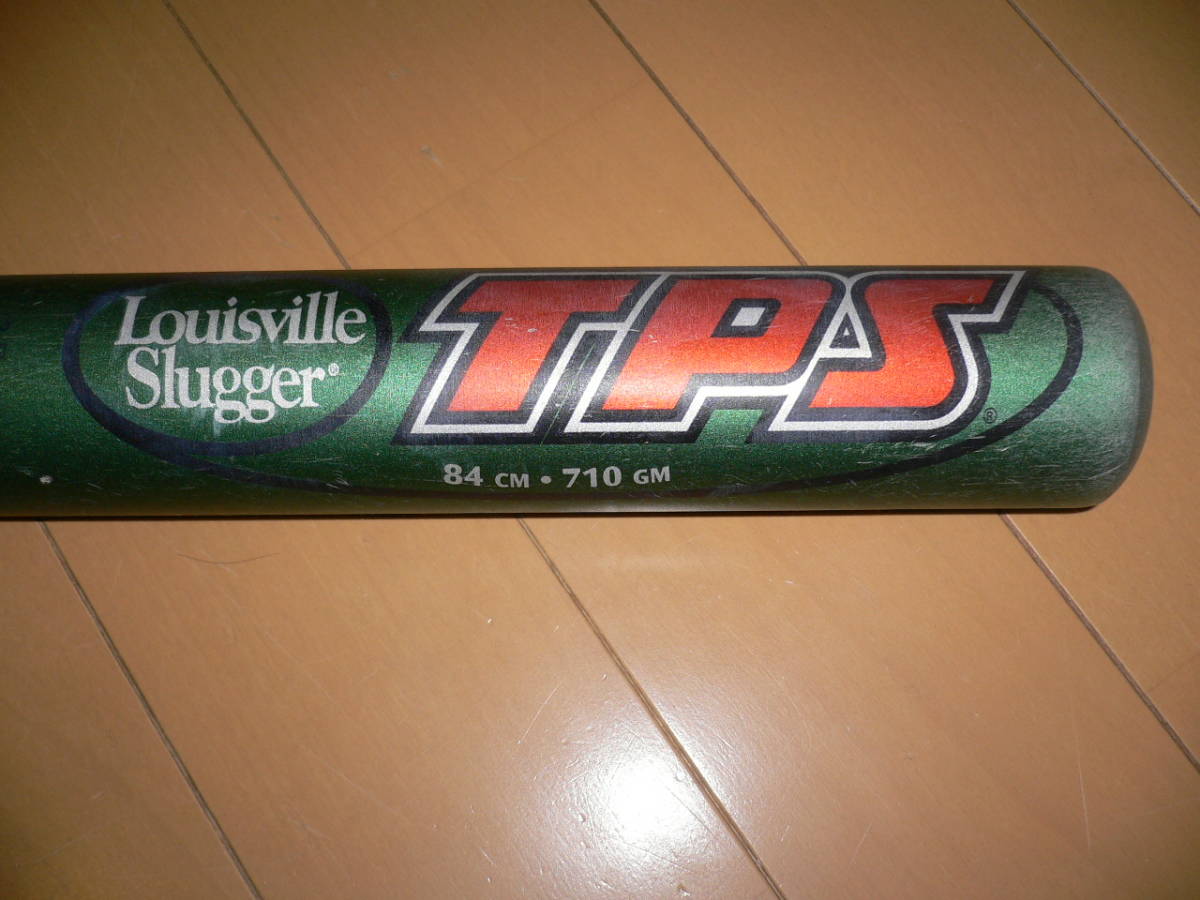 Louisville
Slugger®
TPS®
84 CM • 710 GM